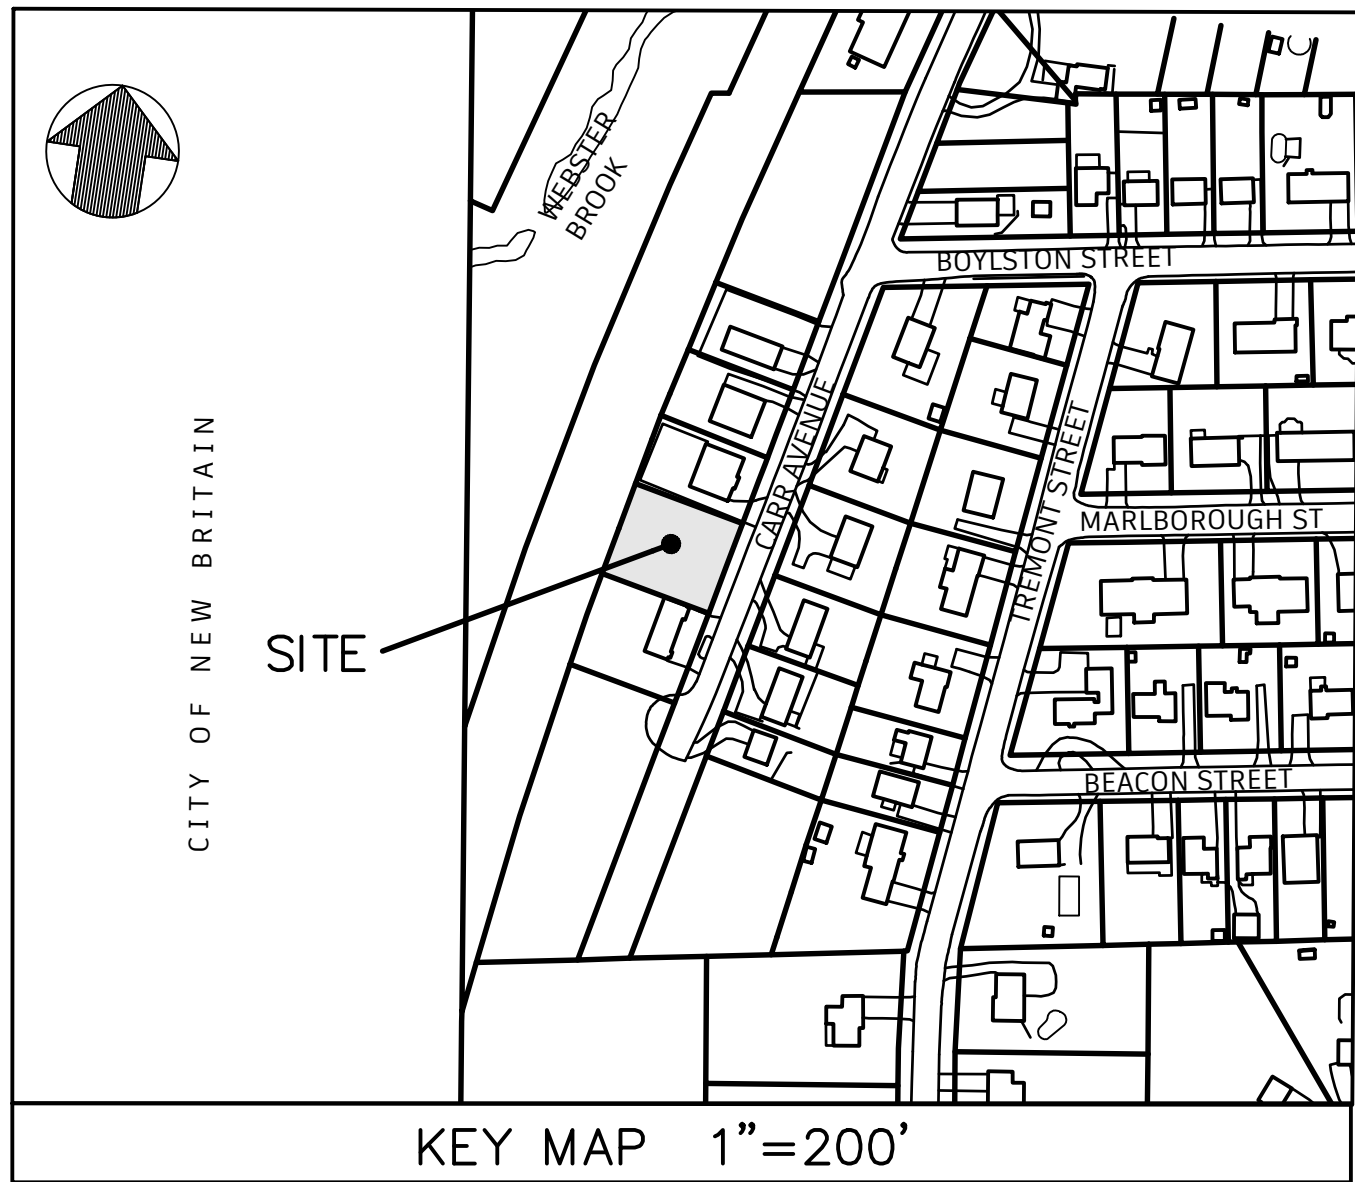 WEBSTER
BROOK
BOYLSTON STREET
CARR AVENUE
TREMONT STREET
MARLBOROUGH ST
CITY OF NEW BRITAIN
SITE
BEACON STREET
KEY MAP 1"=200'